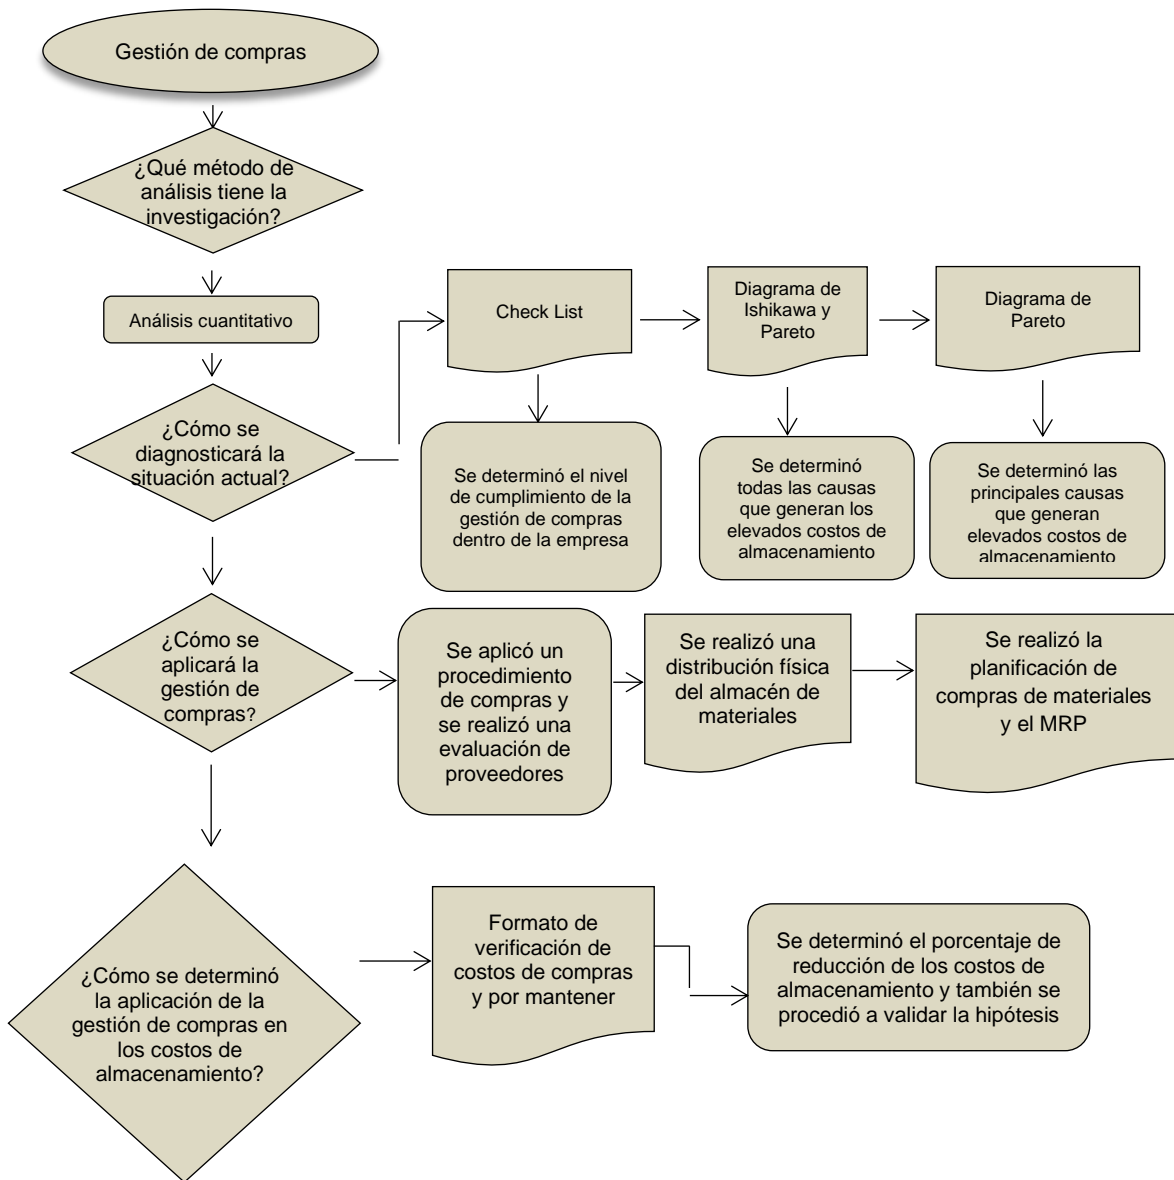 Gestión de compras
¿Qué método de
análisis tiene la
investigación?
Análisis cuantitativo
¿Cómo se
diagnosticará la
situación actual?
Check List
Diagrama de
Ishikawa y
Pareto
Diagrama de
Pareto
Se determinó el nivel
de cumplimiento de la
gestión de compras
dentro de la empresa
Se determinó
todas las causas
que generan los
elevados costos de
almacenamiento
Se determinó las
principales causas
que generan
elevados costos de
almacenamiento
¿Cómo se
aplicará la
gestión de
compras?
Se aplicó un
procedimiento
de compras y
se realizó una
evaluación de
proveedores
Se realizó una
distribución física
del almacén de
materiales
Se realizó la
planificación de
compras de materiales
y el MRP
¿Cómo se determinó
la aplicación de la
gestión de compras en
los costos de
almacenamiento?
Formato de
verificación de
costos de compras
y por mantener
Se determinó el porcentaje de
reducción de los costos de
almacenamiento y también se
procedió a validar la hipótesis